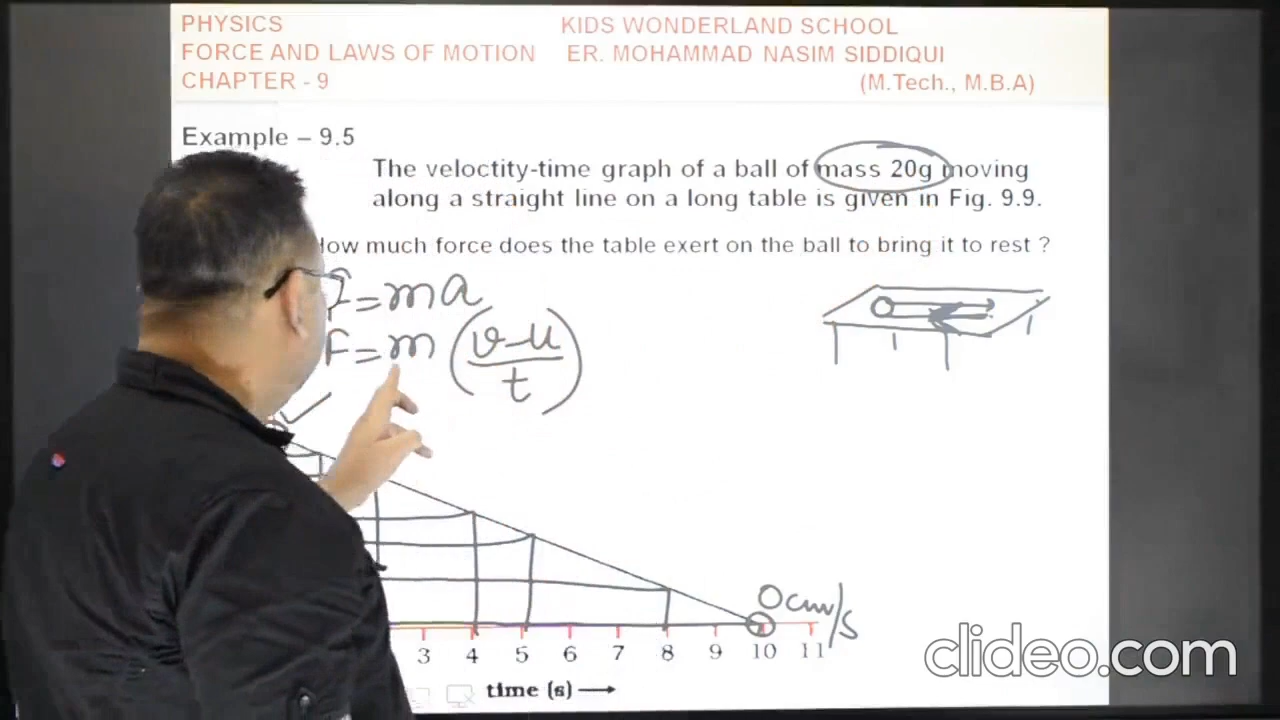 PHYSICS KIDS WONDERLAND SCHOOL
FORCE AND LAWS OF MOTION ER. MOHAMMAD NASIM SIDDIQUI
CHAPTER - 9 (M.Tech., M.B.A)
Example – 9.5
The veloctity-time graph of a ball of mass 20g moving
along a straight line on a long table is given in Fig. 9.9.
How much force does the table exert on the ball to bring it to rest ?
F = ma
F = m (v-u/t)
0 cm/s
3 4 5 6 7 8 9 10 11
time (s)
clideo.com